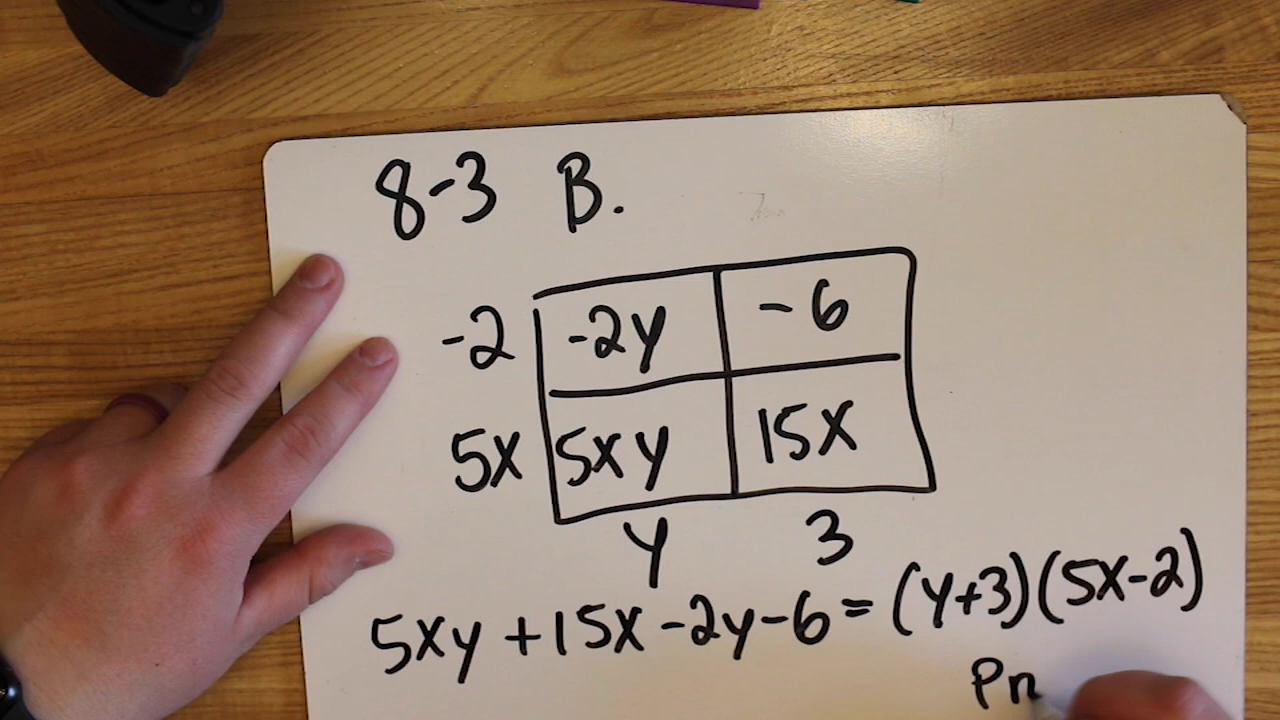 8-3 B.
-2 -2y -6
5x 5xy 15x
y 3
5xy + 15x - 2y - 6 = (y+3)(5x-2)